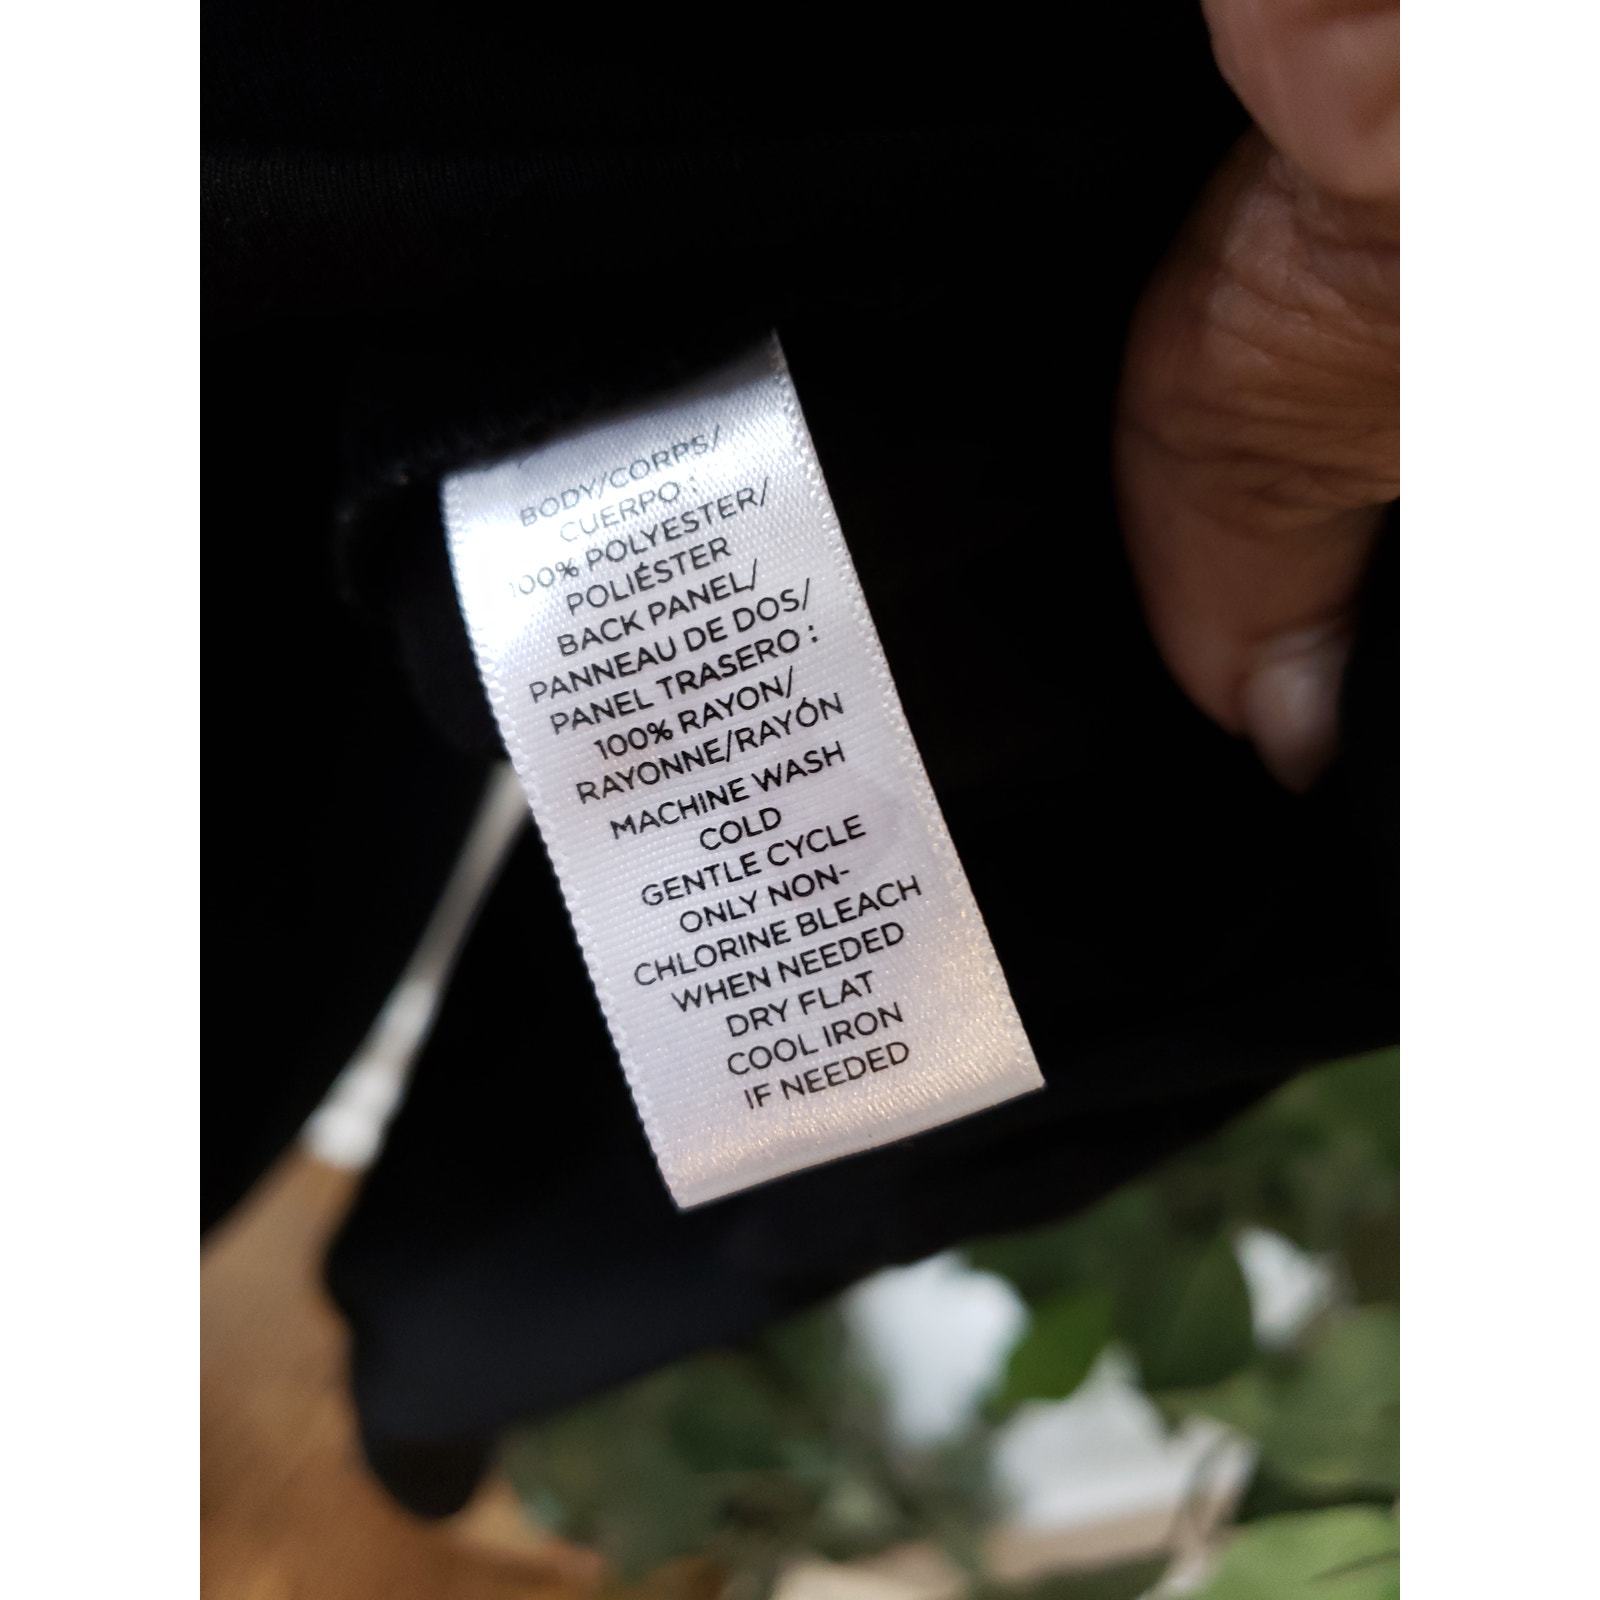 BODY/CORPS/
CUERPO :
100% POLYESTER/
POLIÉSTER
BACK PANEL/
PANNEAU DE DOS/
PANEL TRASERO :
100% RAYON/
RAYONNE/RAYÓN
MACHINE WASH
COLD
GENTLE CYCLE
ONLY NON-
CHLORINE BLEACH
WHEN NEEDED
DRY FLAT
COOL IRON
IF NEEDED